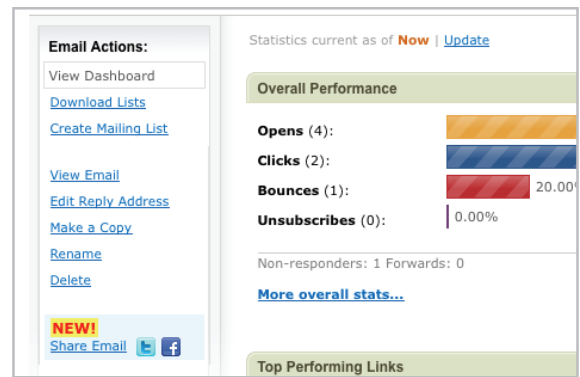 Email Actions:
View Dashboard
Download Lists
Create Mailing List
View Email
Edit Reply Address
Make a Copy
Rename
Delete
NEW!
Share Email
Statistics current as of Now | Update
Overall Performance
Opens (4):
Clicks (2):
Bounces (1): 20.00%
Unsubscribes (0): 0.00%
Non-responders: 1 Forwards: 0
More overall stats...
Top Performing Links